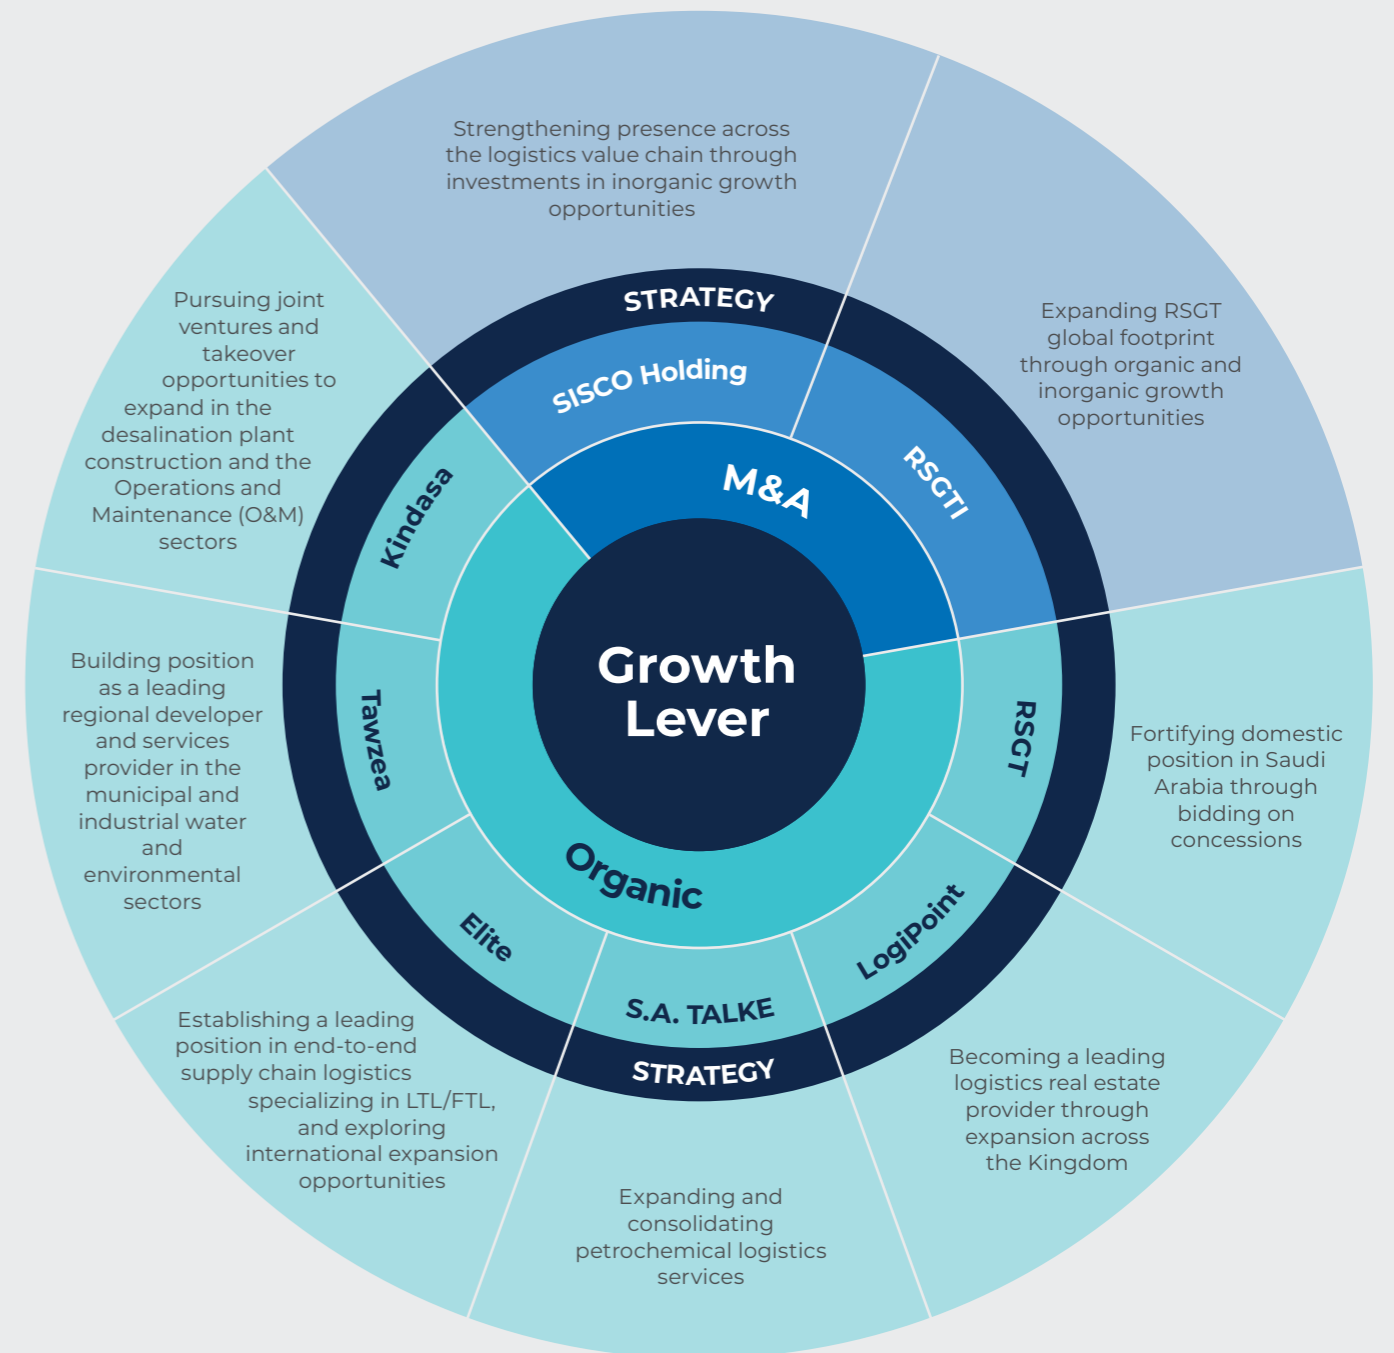 Growth
Lever
M&A
Organic
STRATEGY
SISCO Holding
Strengthening presence across
the logistics value chain through
investments in inorganic growth
opportunities
RSGTI
Expanding RSGT
global footprint
through organic and
inorganic growth
opportunities
RSGT
Fortifying domestic
position in Saudi
Arabia through
bidding on
concessions
LogiPoint
Becoming a leading
logistics real estate
provider through
expansion across
the Kingdom
S.A. TALKE
STRATEGY
Expanding and
consolidating
petrochemical logistics
services
Elite
Establishing a leading
position in end-to-end
supply chain logistics
specializing in LTL/FTL,
and exploring
international expansion
opportunities
Tawzea
Building position
as a leading
regional developer
and services
provider in the
municipal and
industrial water
and
environmental
sectors
Kindasa
Pursuing joint
ventures and
takeover
opportunities to
expand in the
desalination plant
construction and the
Operations and
Maintenance (O&M)
sectors